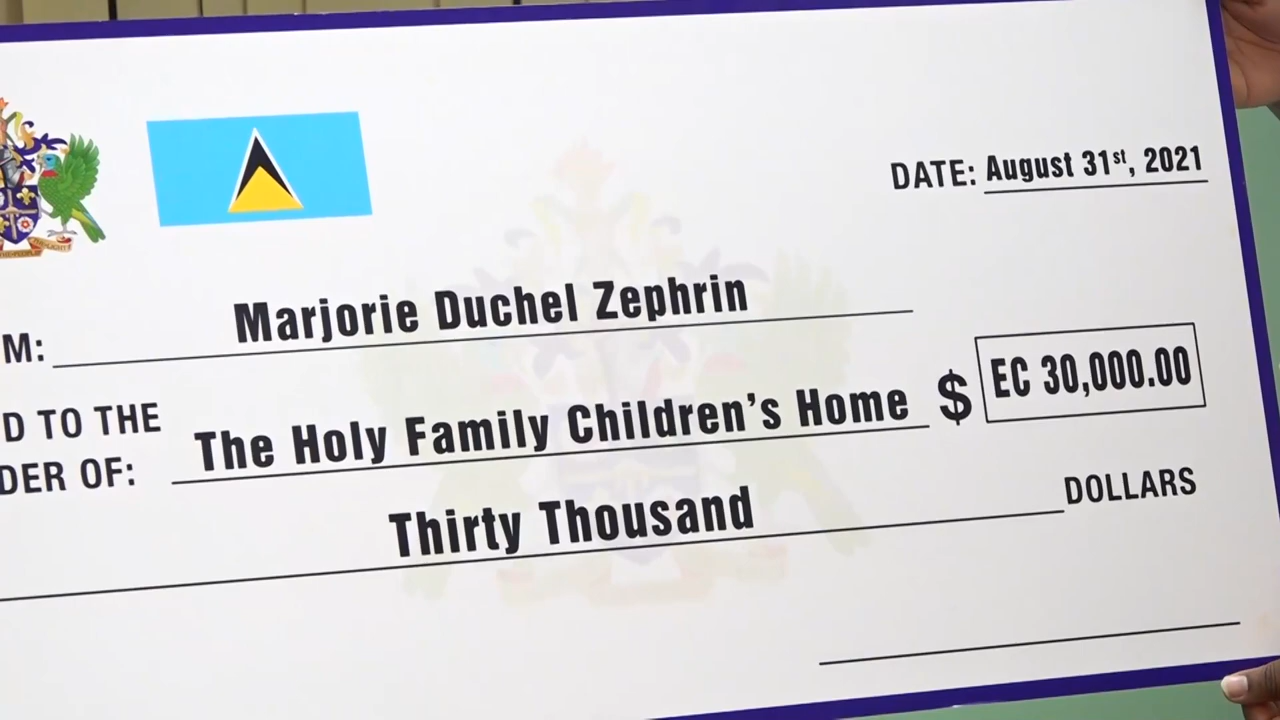 DATE: August 31st, 2021
M: Marjorie Duchel Zephrin
D TO THE
DER OF: The Holy Family Children's Home $ EC 30,000.00
Thirty Thousand DOLLARS